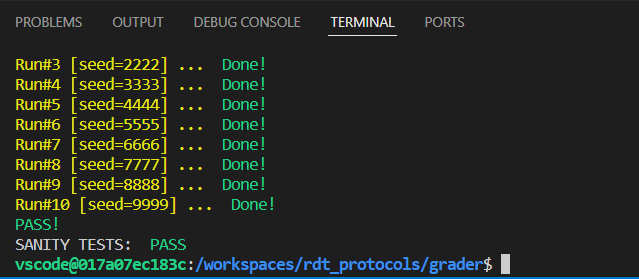 PROBLEMS OUTPUT DEBUG CONSOLE TERMINAL PORTS
Run#3 [seed=2222] ... Done!
Run#4 [seed=3333] ... Done!
Run#5 [seed=4444] ... Done!
Run#6 [seed=5555] ... Done!
Run#7 [seed=6666] ... Done!
Run#8 [seed=7777] ... Done!
Run#9 [seed=8888] ... Done!
Run#10 [seed=9999] ... Done!
PASS!
SANITY TESTS: PASS
vscode@017a07ec183c:/workspaces/rdt_protocols/grader$